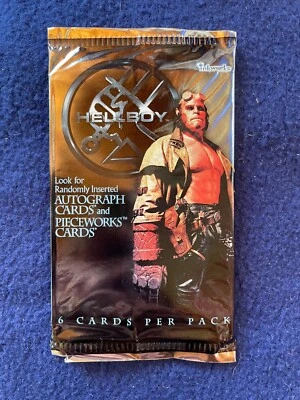 Inkworks
HELLBOY
Look for
Randomly Inserted
AUTOGRAPH
CARDS and
PIECEWORKS™
CARDS
6 CARDS PER PACK